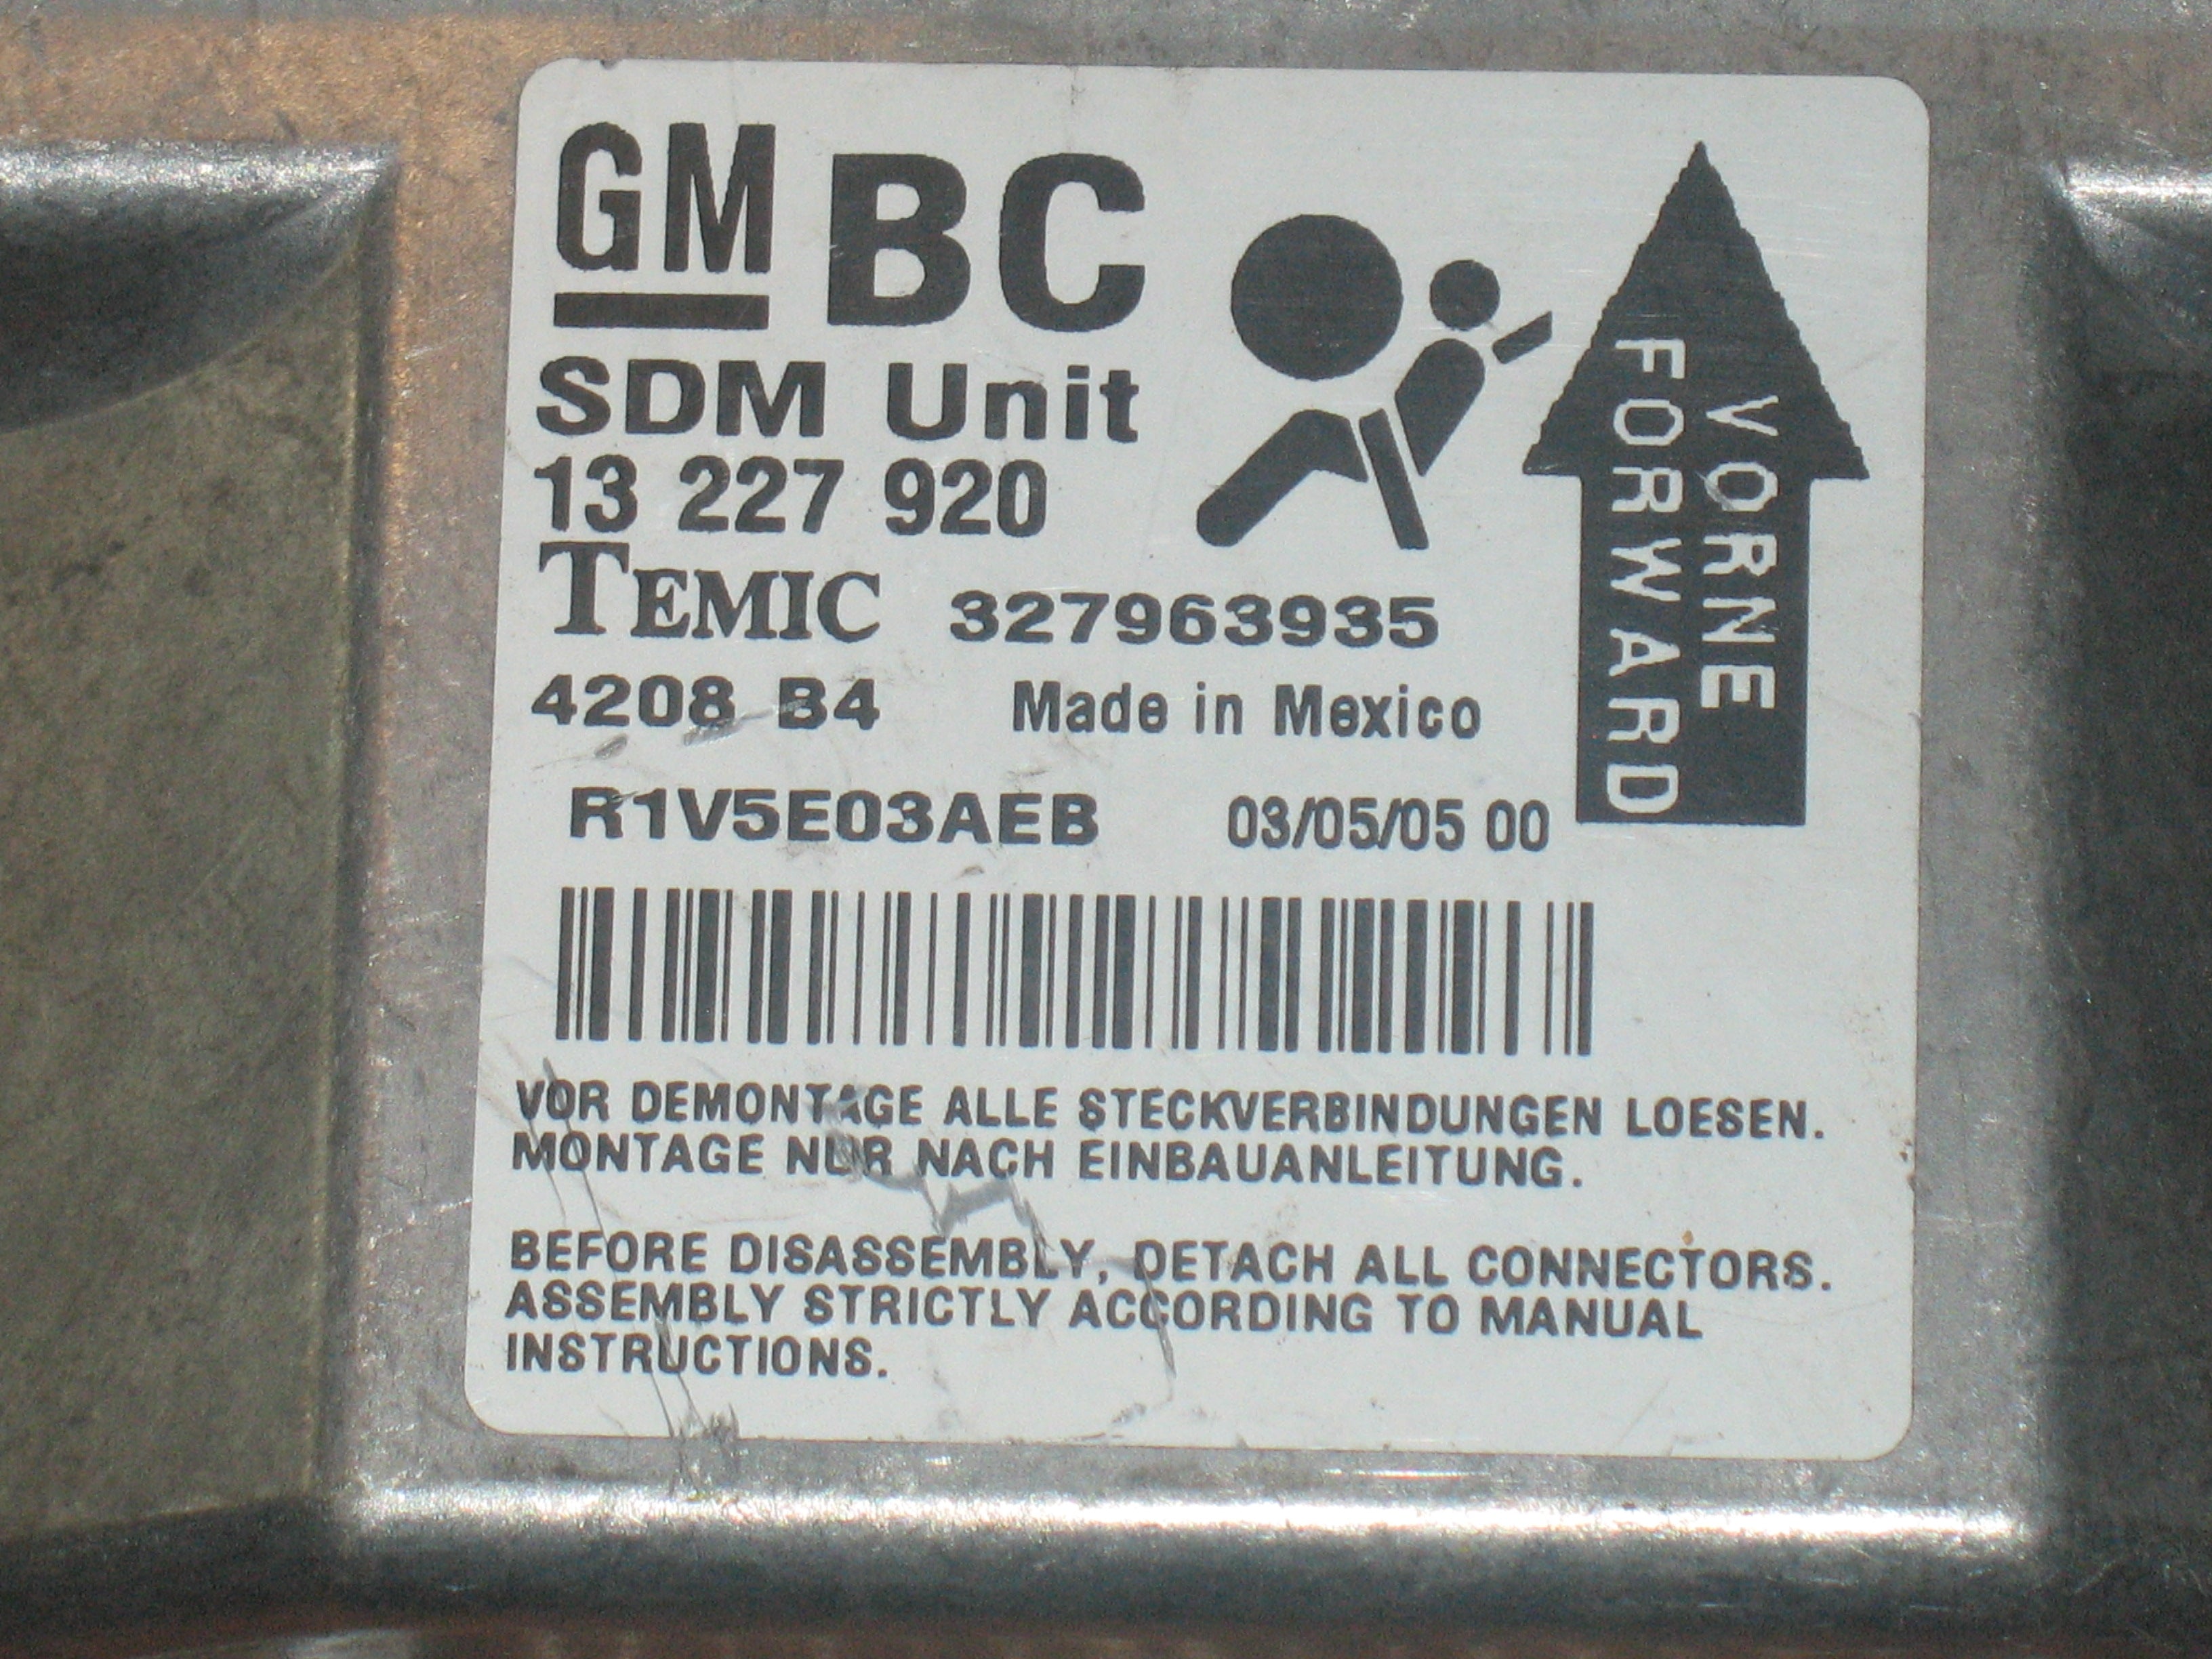 GM BC
SDM Unit
13 227 920
TEMIC 327963935
4208 B4 Made in Mexico
R1V5E03AEB 03/05/05 00
VORNE
FORWARD
VOR DEMONTAGE ALLE STECKVERBINDUNGEN LOESEN.
MONTAGE NUR NACH EINBAUANLEITUNG.
BEFORE DISASSEMBLY, DETACH ALL CONNECTORS.
ASSEMBLY STRICTLY ACCORDING TO MANUAL
INSTRUCTIONS.